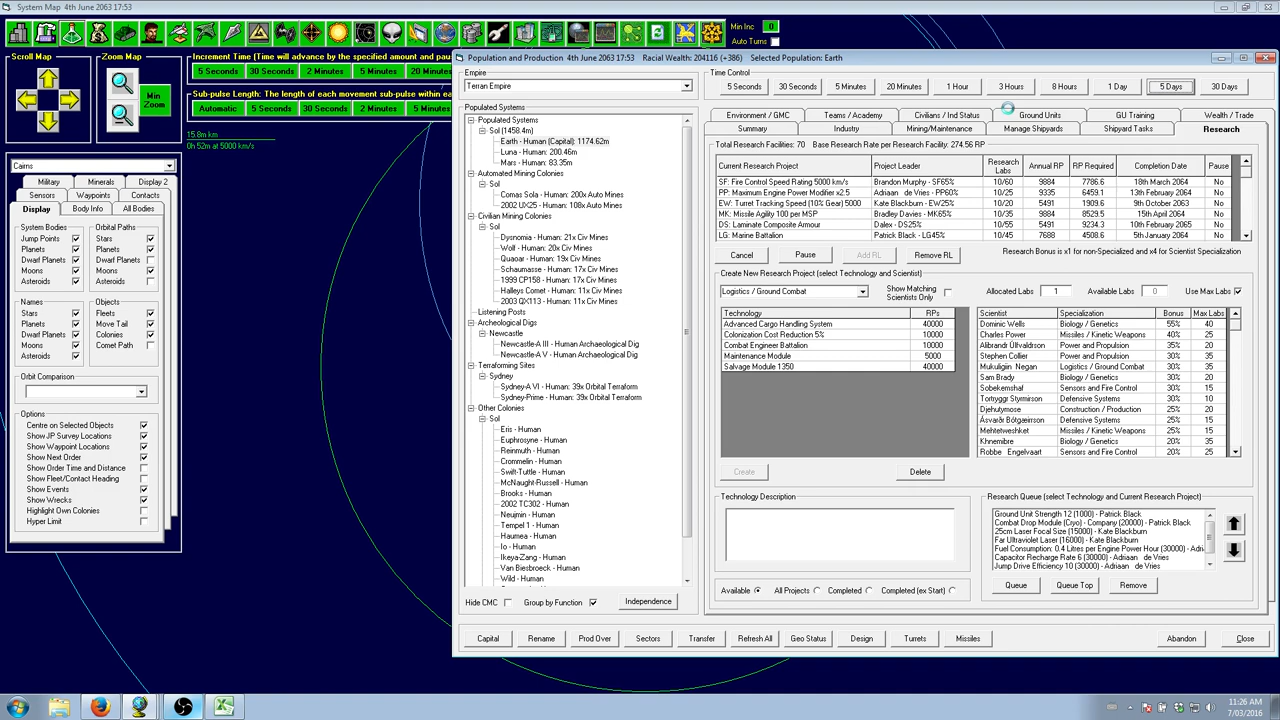 System Map   4th June 2063 17:53
Min Inc 0
Auto Turns
Scroll Map
Zoom Map
Min Zoom
Increment Time (Time will advance by the specified amount and pau
5 Seconds 30 Seconds 2 Minutes 5 Minutes 20 Min
Sub-pulse Length: The length of each movement sub-pulse within ea
Automatic 5 Seconds 30 Seconds 2 Minutes 5 Minut
15.8m km
0h 52m at 5000 km/s
Cairns
Military Minerals Display 2
Sensors Waypoints Contacts
Display Body Info All Bodies
System Bodies
Jump Points
Planets
Dwarf Planets
Moons
Asteroids
Orbital Paths
Stars
Planets
Dwarf Planets
Moons
Asteroids
Names
Stars
Planets
Dwarf Planets
Moons
Asteroids
Objects
Fleets
Move Tail
Colonies
Comet Path
Orbit Comparison
Options
Centre on Selected Objects
Show JP Survey Locations
Show Waypoint Locations
Show Next Order
Show Order Time and Distance
Show Fleet/Contact Heading
Show Events
Show Wrecks
Highlight Own Colonies
Hyper Limit
Population and Production   4th June 2063 17:53   Racial Wealth: 204116 (+386)   Selected Population: Earth
Empire
Terran Empire
Time Control
5 Seconds 30 Seconds 5 Minutes 20 Minutes 1 Hour 3 Hours 8 Hours 1 Day 5 Days 30 Days
Populated Systems
Populated Systems
Sol (1458.4m)
Earth - Human (Capital): 1174.62m
Luna - Human: 200.46m
Mars - Human: 83.35m
Automated Mining Colonies
Sol
Comas Sola - Human: 200x Auto Mines
2002 UX25 - Human: 108x Auto Mines
Civilian Mining Colonies
Sol
Dysnomia - Human: 21x Civ Mines
Wolf - Human: 20x Civ Mines
Quaoar - Human: 19x Civ Mines
Schaumasse - Human: 17x Civ Mines
1999 CP158 - Human: 17x Civ Mines
Halleys Comet - Human: 11x Civ Mines
2003 QX113 - Human: 11x Civ Mines
Listening Posts
Archeological Digs
Newcastle
Newcastle-A III - Human Archaeological Dig
Newcastle-A V - Human Archaeological Dig
Terraforming Sites
Sydney
Sydney-A VI - Human: 39x Orbital Terraform
Sydney-Prime - Human: 39x Orbital Terraform
Other Colonies
Sol
Eris - Human
Euphrosyne - Human
Reinmuth - Human
Crommelin - Human
Swift-Tuttle - Human
McNaught-Russell - Human
Brooks - Human
2002 TC302 - Human
Neujmin - Human
Tempel 1 - Human
Haumea - Human
Io - Human
Ikeya-Zang - Human
Van Biesbroeck - Human
Wild - Human
Hide CMC Group by Function Independence
Environment / GMC Teams / Academy Civilians / Ind Status Ground Units GU Training Wealth / Trade
Summary Industry Mining/Maintenance Manage Shipyards Shipyard Tasks Research
Total Research Facilities: 70   Base Research Rate per Research Facility: 274.56 RP
Current Research Project Project Leader Research Labs Annual RP RP Required Completion Date Pause
SF: Fire Control Speed Rating 5000 km/s Brandon Murphy - SF65% 10/60 9884 7786.6 18th March 2064 No
PP: Maximum Engine Power Modifier x2.5 Adriaan de Vries - PP60% 10/25 9335 6459.1 13th February 2064 No
EW: Turret Tracking Speed (10% Gear) 5000 Kate Blackburn - EW25% 10/20 5491 1909.6 9th October 2063 No
MK: Missile Agility 100 per MSP Bradley Davies - MK65% 10/35 9884 8529.5 15th April 2064 No
DS: Laminate Composite Armour Dalex - DS25% 10/55 5491 9234.3 10th February 2065 No
LG: Marine Battalion Patrick Black - LG45% 10/45 7688 4508.6 5th January 2064 No
Cancel Pause Add RL Remove RL
Research Bonus is x1 for non-Specialized and x4 for Scientist Specialization
Create New Research Project (select Technology and Scientist)
Logistics / Ground Combat
Show Matching Scientists Only
Allocated Labs 1 Available Labs 0 Use Max Labs
Technology RPs
Advanced Cargo Handling System 40000
Colonization Cost Reduction 5% 10000
Combat Engineer Battalion 10000
Maintenance Module 5000
Salvage Module 1350 40000
Scientist Specialization Bonus Max Labs
Dominic Wells Biology / Genetics 55% 40
Charles Power Missiles / Kinetic Weapons 40% 25
Alibrandi Úlfvaldsson Power and Propulsion 35% 20
Stephen Collier Power and Propulsion 30% 35
Mukuligin Negan Logistics / Ground Combat 30% 35
Sam Brady Biology / Genetics 30% 20
Sobekemsaf Sensors and Fire Control 30% 15
Tortryggr Styrmisson Defensive Systems 30% 10
Djehutymose Construction / Production 25% 20
Ásvarðr Bótgæirrson Defensive Systems 25% 15
Mehtetweshket Missiles / Kinetic Weapons 25% 15
Khnemibre Biology / Genetics 20% 35
Robbe Engelvaart Sensors and Fire Control 20% 25
Create Delete
Technology Description
Research Queue (select Technology and Current Research Project)
Ground Unit Strength 12 (1000) - Patrick Black
Combat Drop Module (Cryo) - Company (20000) - Patrick Black
25cm Laser Focal Size (15000) - Kate Blackburn
Far Ultraviolet Laser (16000) - Kate Blackburn
Fuel Consumption: 0.4 Litres per Engine Power Hour (30000) - Adri
Capacitor Recharge Rate 6 (30000) - Adriaan de Vries
Jump Drive Efficiency 10 (30000) - Adriaan de Vries
Available All Projects Completed Completed (ex Start)
Queue Queue Top Remove
Capital Rename Prod Over Sectors Transfer Refresh All Geo Status Design Turrets Missiles Abandon Close
11:26 AM
7/03/2016